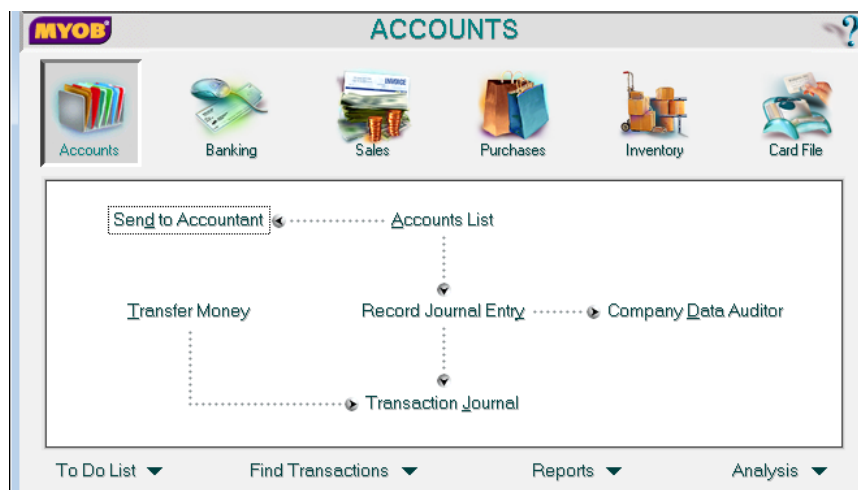 MYOB
ACCOUNTS
?
Accounts Banking Sales Purchases Inventory Card File
INVOICE
Send to Accountant Accounts List
Transfer Money Record Journal Entry Company Data Auditor
Transaction Journal
To Do List Find Transactions Reports Analysis